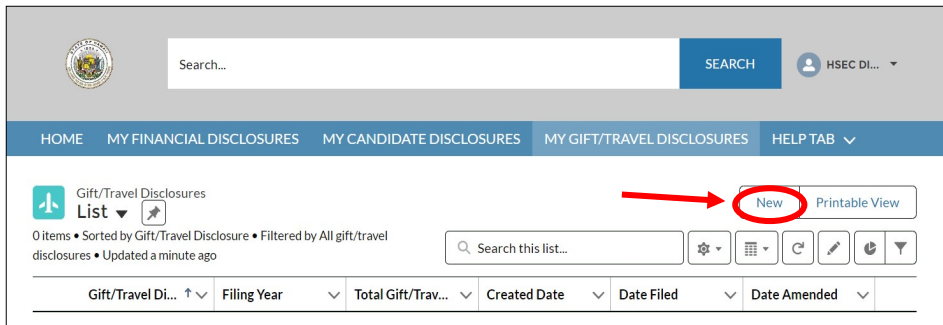 Search...
SEARCH
HSEC DI...
HOME MY FINANCIAL DISCLOSURES MY CANDIDATE DISCLOSURES MY GIFT/TRAVEL DISCLOSURES HELP TAB
Gift/Travel Disclosures
List
New Printable View
0 items • Sorted by Gift/Travel Disclosure • Filtered by All gift/travel
disclosures • Updated a minute ago
Search this list...
Gift/Travel Di... Filing Year Total Gift/Trav... Created Date Date Filed Date Amended